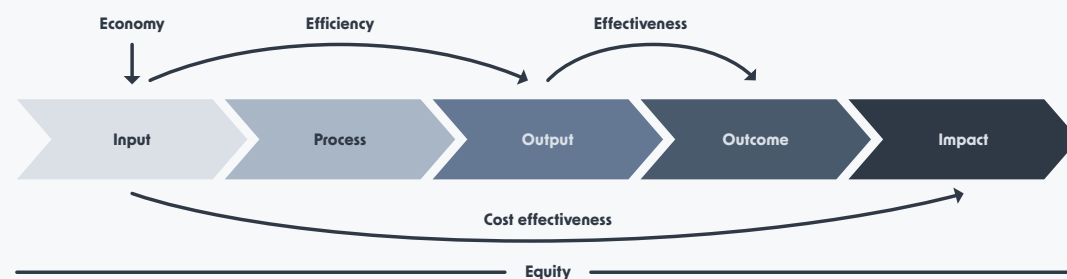 Economy
Efficiency
Effectiveness
Input
Process
Output
Outcome
Impact
Cost effectiveness
Equity